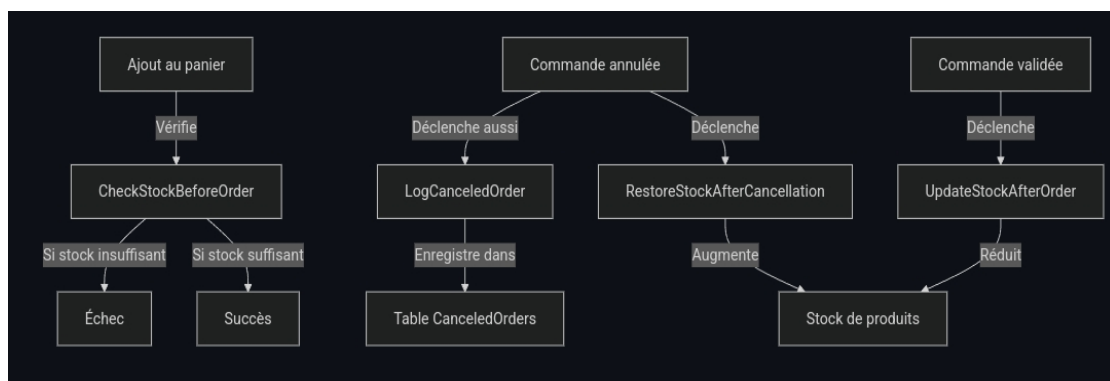 Ajout au panier
Commande annulée
Commande validée
Vérifie
Déclenche aussi
Déclenche
Déclenche
CheckStockBeforeOrder
LogCanceledOrder
RestoreStockAfterCancellation
UpdateStockAfterOrder
Si stock insuffisant
Si stock suffisant
Enregistre dans
Augmente
Réduit
Échec
Succès
Table CanceledOrders
Stock de produits